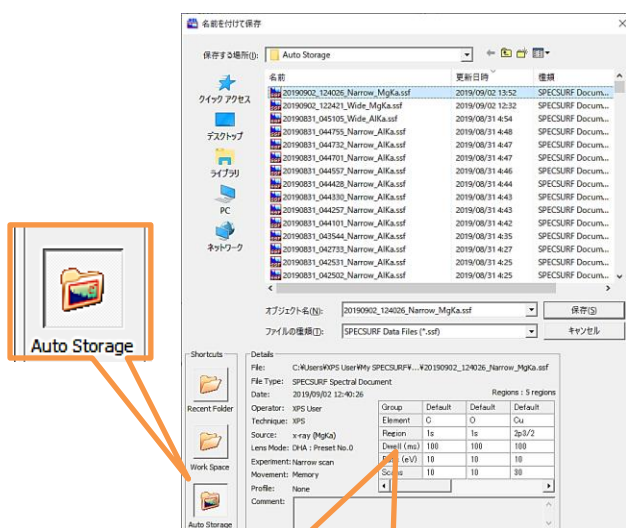 名前を付けて保存
保存する場所(I): Auto Storage
名前 更新日時 種類
20190902_124026_Narrow_MgKa.ssf 2019/09/02 13:52 SPECSURF Docum...
20190902_122421_Wide_MgKa.ssf 2019/09/02 12:32 SPECSURF Docum...
20190831_045105_Wide_AlKa.ssf 2019/08/31 4:54 SPECSURF Docum...
20190831_044755_Narrow_AlKa.ssf 2019/08/31 4:48 SPECSURF Docum...
20190831_044732_Narrow_AlKa.ssf 2019/08/31 4:47 SPECSURF Docum...
20190831_044701_Narrow_AlKa.ssf 2019/08/31 4:47 SPECSURF Docum...
20190831_044557_Narrow_AlKa.ssf 2019/08/31 4:46 SPECSURF Docum...
20190831_044428_Narrow_AlKa.ssf 2019/08/31 4:44 SPECSURF Docum...
20190831_044330_Narrow_AlKa.ssf 2019/08/31 4:43 SPECSURF Docum...
20190831_044257_Narrow_AlKa.ssf 2019/08/31 4:43 SPECSURF Docum...
20190831_044101_Narrow_AlKa.ssf 2019/08/31 4:42 SPECSURF Docum...
20190831_043544_Narrow_AlKa.ssf 2019/08/31 4:35 SPECSURF Docum...
20190831_042733_Narrow_AlKa.ssf 2019/08/31 4:27 SPECSURF Docum...
20190831_042531_Narrow_AlKa.ssf 2019/08/31 4:25 SPECSURF Docum...
20190831_042502_Narrow_AlKa.ssf 2019/08/31 4:25 SPECSURF Docum...
クイック アクセス
デスクトップ
ライブラリ
PC
ネットワーク
オブジェクト名(N): 20190902_124026_Narrow_MgKa.ssf 保存(S)
ファイルの種類(T): SPECSURF Data Files (*.ssf) キャンセル
Auto Storage
Shortcuts
Recent Folder
Work Space
Auto Storage
Details
File: C:¥Users¥XPS User¥My SPECSURF¥...¥20190902_124026_Narrow_MgKa.ssf
File Type: SPECSURF Spectral Document
Date: 2019/09/02 12:40:26 Regions : 5 regions
Operator: XPS User
Technique: XPS
Source: x-ray (MgKa)
Lens Mode: DHA : Preset No.0
Experiment: Narrow scan
Movement: Memory
Profile: None
Comment:
Group Default Default Default
Element C O Cu
Region 1s 1s 2p3/2
Dwell (ms) 100 100 100
(eV) 10 10 10
10 10 30